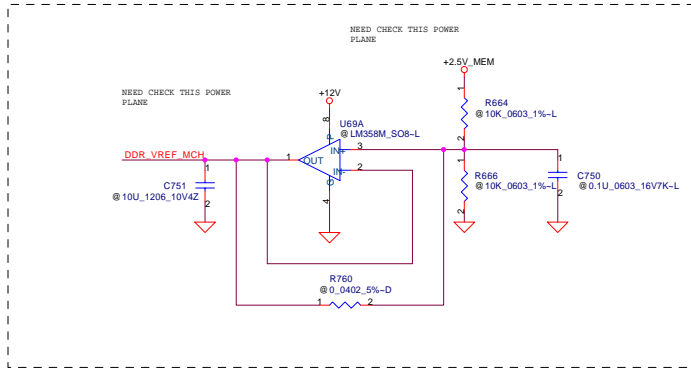 NEED CHECK THIS POWER
PLANE
+2.5V_MEM
NEED CHECK THIS POWER
PLANE
+12V
1
R664
@10K_0603_1%~L
2
8
U69A
@LM358M_SO8~L
P
DDR_VREF_MCH
1
OUT
IN+
3
IN-
2
G
4
1
C751
@10U_1206_10V4Z
2
1
R666
@10K_0603_1%~L
2
1
C750
@0.1U_0603_16V7K~L
2
R760
@0_0402_5%~D
1
2